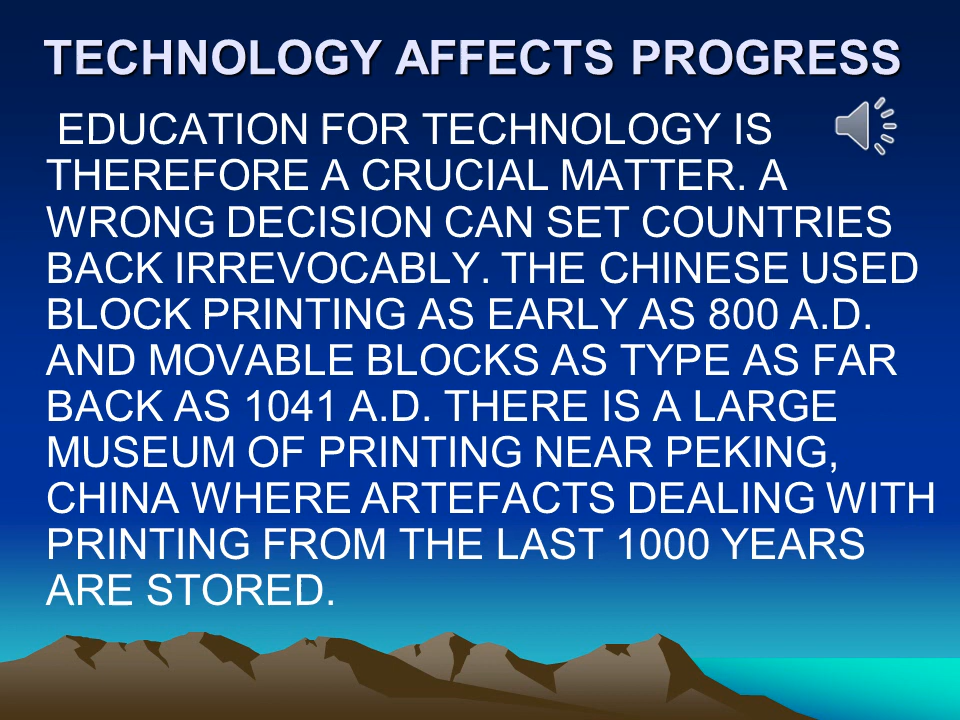 TECHNOLOGY AFFECTS PROGRESS
EDUCATION FOR TECHNOLOGY IS
THEREFORE A CRUCIAL MATTER. A
WRONG DECISION CAN SET COUNTRIES
BACK IRREVOCABLY. THE CHINESE USED
BLOCK PRINTING AS EARLY AS 800 A.D.
AND MOVABLE BLOCKS AS TYPE AS FAR
BACK AS 1041 A.D. THERE IS A LARGE
MUSEUM OF PRINTING NEAR PEKING,
CHINA WHERE ARTEFACTS DEALING WITH
PRINTING FROM THE LAST 1000 YEARS
ARE STORED.